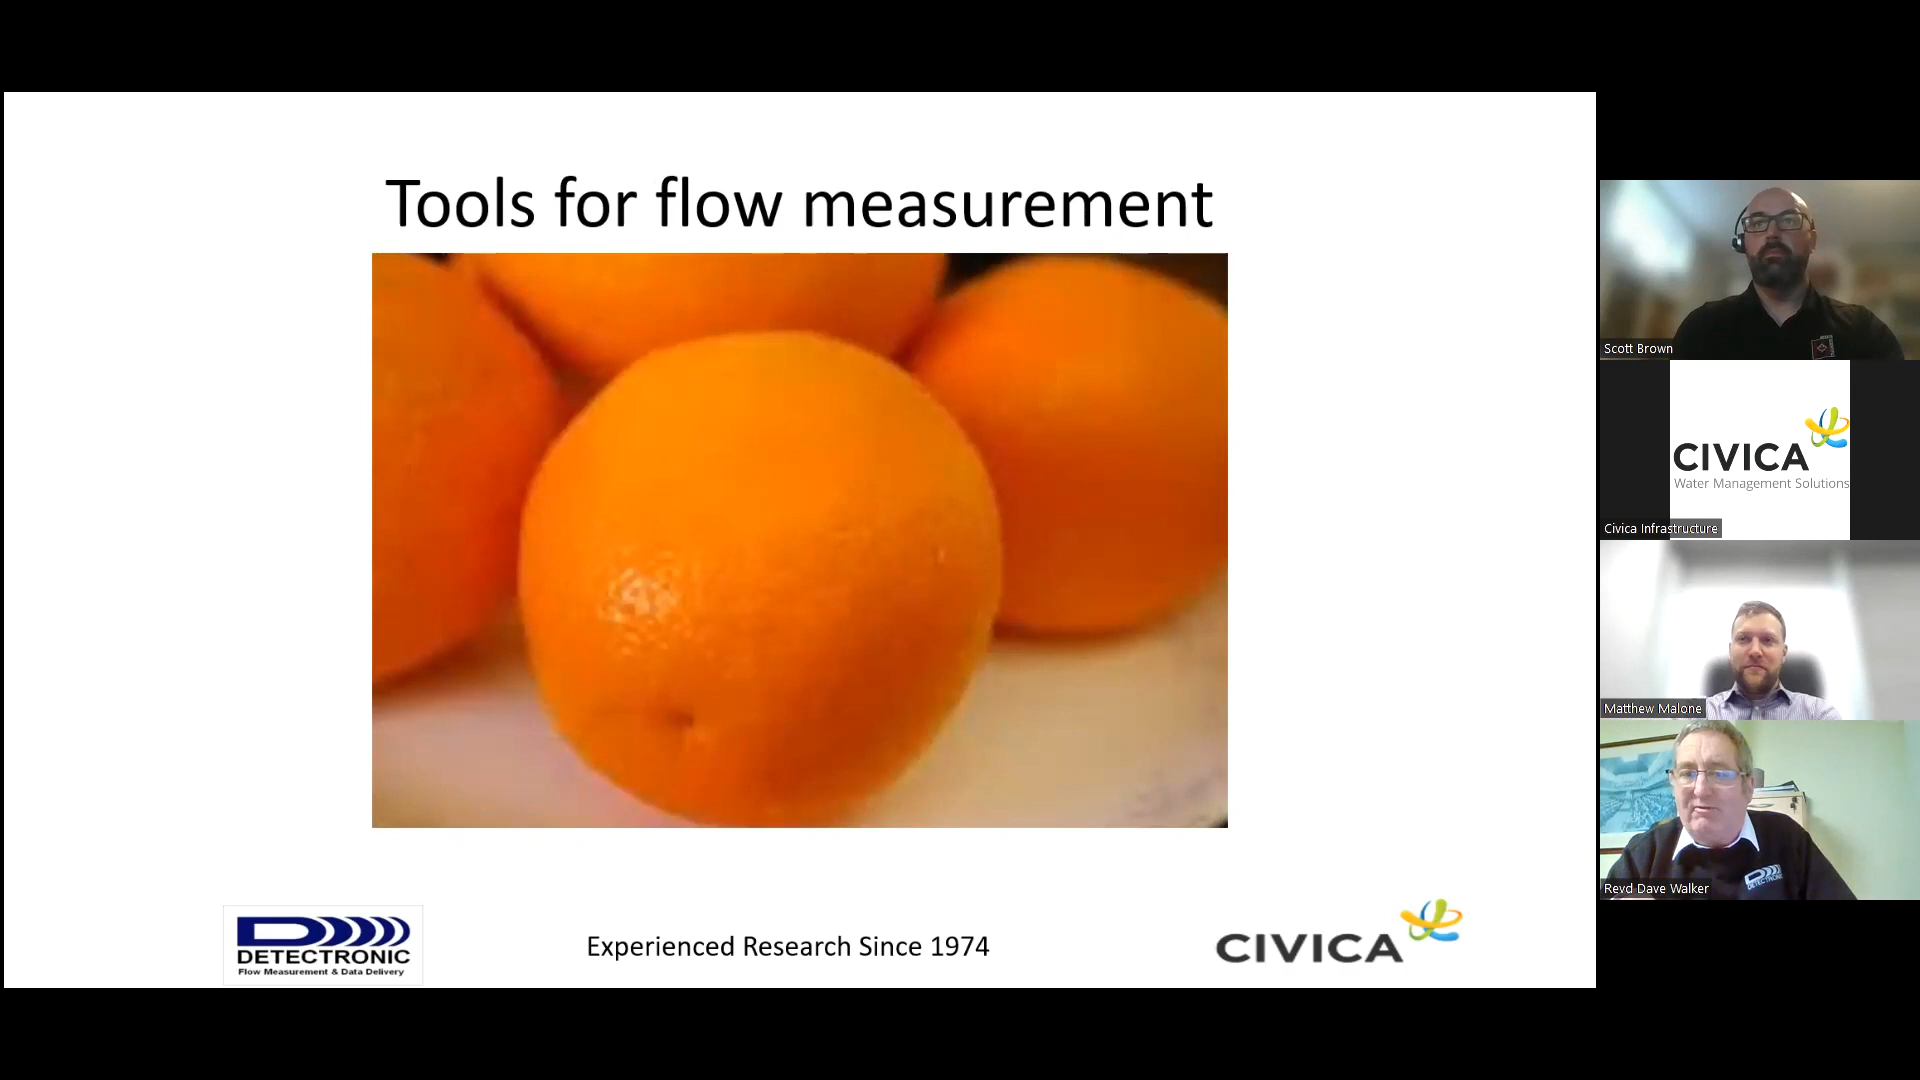 Tools for flow measurement
DETECTRONIC
Flow Measurement & Data Delivery
Experienced Research Since 1974
CIVICA
Scott Brown
CIVICA
Water Management Solutions
Civica Infrastructure
Matthew Malone
DETECTRONIC
Revd Dave Walker